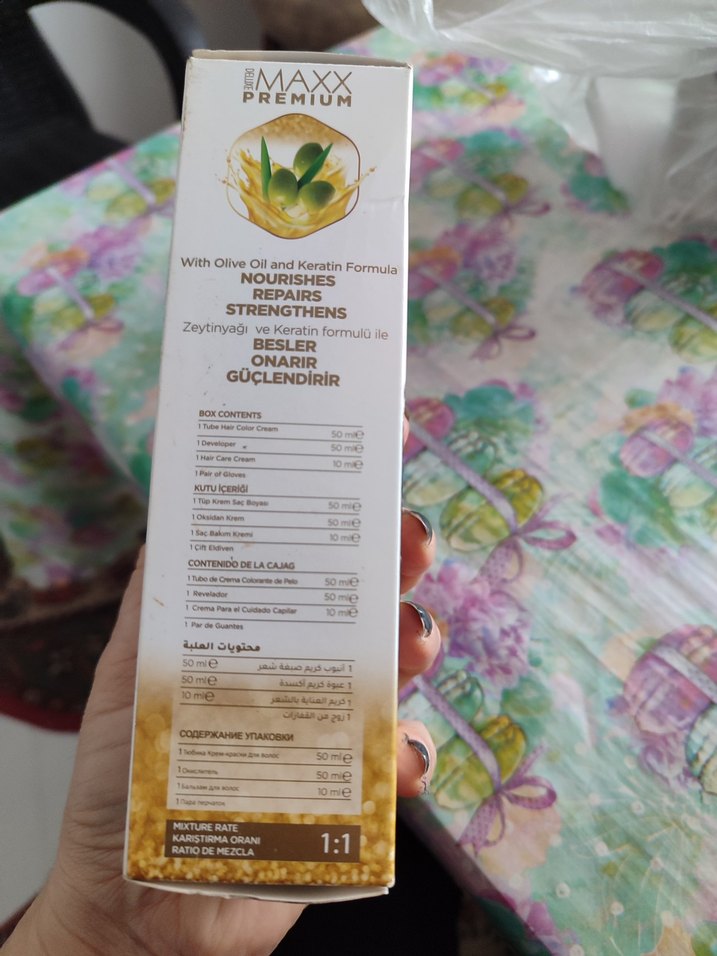 DELUXE
MAXX
PREMIUM
With Olive Oil and Keratin Formula
NOURISHES
REPAIRS
STRENGTHENS
Zeytinyağı ve Keratin formulü ile
BESLER
ONARIR
GÜÇLENDİRİR
BOX CONTENTS
1 Tube Hair Color Cream 50 ml℮
1 Developer 50 ml℮
1 Hair Care Cream 10 ml℮
1 Pair of Gloves
KUTU İÇERİĞİ
1 Tüp Krem Saç Boyası 50 ml℮
1 Oksidan Krem 50 ml℮
1 Saç Bakım Kremi 10 ml℮
1 Çift Eldiven
CONTENIDO DE LA CAJAG
1 Tubo de Crema Colorante de Pelo 50 ml℮
1 Revelador 50 ml℮
1 Crema Para el Cuidado Capilar 10 ml℮
1 Par de Guantes
محتويات العلبة
1 أنبوب كريم صبغة شعر 50 ml℮
1 عبوة كريم أكسدة 50 ml℮
1 كريم العناية بالشعر 10 ml℮
1 زوج من القفازات
СОДЕРЖАНИЕ УПАКОВКИ
1 Тюбика Крем-краски для волос 50 ml℮
1 Окислитель 50 ml℮
1 Бальзам для волос 10 ml℮
1 Пара перчаток
MIXTURE RATE
KARIŞTIRMA ORANI
RATIO DE MEZCLA
1:1